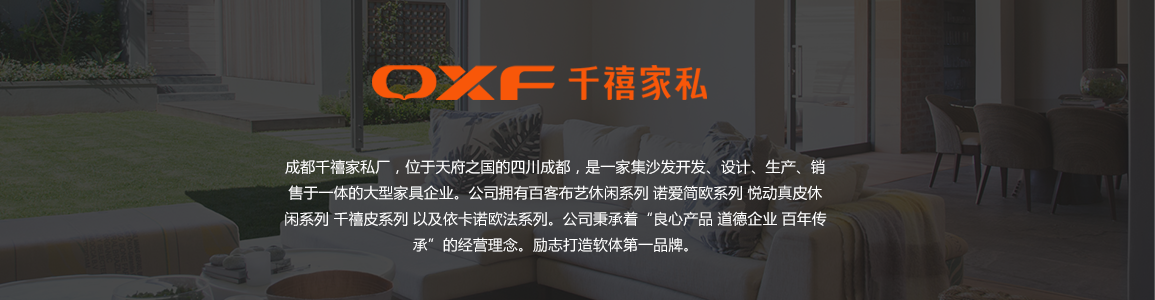 OXF 千禧家私
成都千禧家私厂，位于天府之国的四川成都，是一家集沙发开发、设计、生产、销
售于一体的大型家具企业。公司拥有百客布艺休闲系列 诺爱简欧系列 悦动真皮休
闲系列 千禧皮系列 以及依卡诺欧法系列。公司秉承着“良心产品 道德企业 百年传
承”的经营理念。励志打造软体第一品牌。